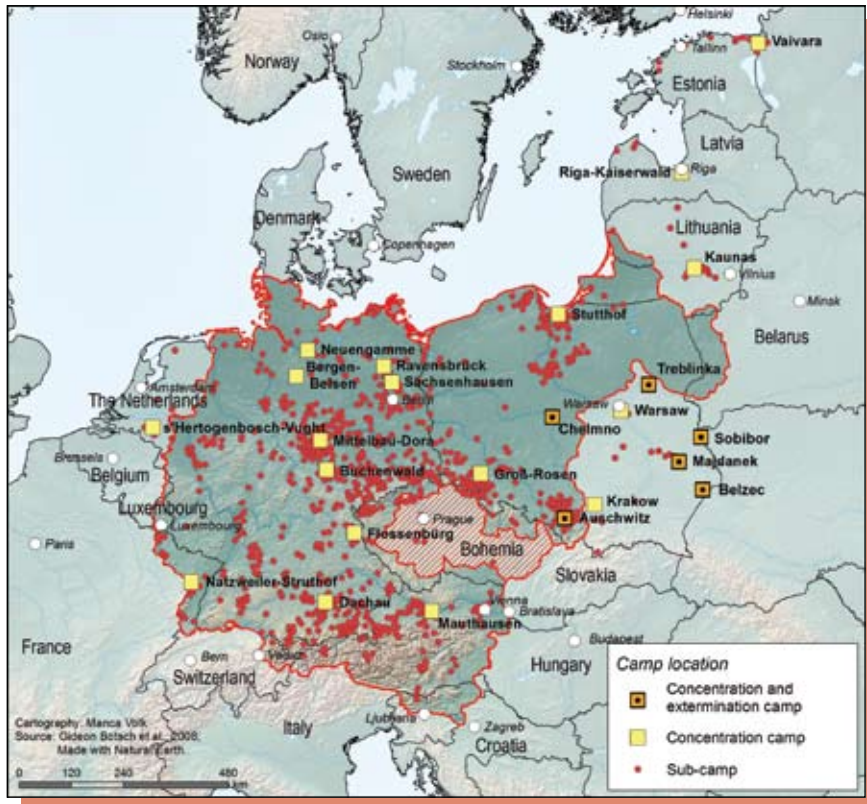 Helsinki
Oslo
Tallinn
Vaivara
Norway
Stockholm
Estonia
Latvia
Sweden
Riga-Kaiserwald
Riga
Denmark
Lithuania
Copenhagen
Kaunas
Vilnius
Minsk
Stutthof
Belarus
Neuengamme
Ravensbrück
Treblinka
Bergen-
Belsen
Sachsenhausen
Amsterdam
Berlin
Warsaw
Warsaw
The Netherlands
Chelmno
s'Hertogenbosch-Vught
Sobibor
Mittelbau-Dora
Majdanek
Brussels
Belgium
Buchenwald
Groß-Rosen
Belzec
Krakow
Luxembourg
Luxembourg
Prague
Auschwitz
Flossenbürg
Bohemia
Paris
Slovakia
Natzweiler-Struthof
Dachau
Vienna
Mauthausen
Bratislava
France
Budapest
Bern
Vaduz
Switzerland
Hungary
Italy
Ljubljana
Zagreb
Croatia
Camp location
Concentration and
extermination camp
Concentration camp
Sub-camp
Cartography: Manca Volk
Source: Gideon Botsch et al., 2008;
Made with Natural Earth.
0 120 240 480
km